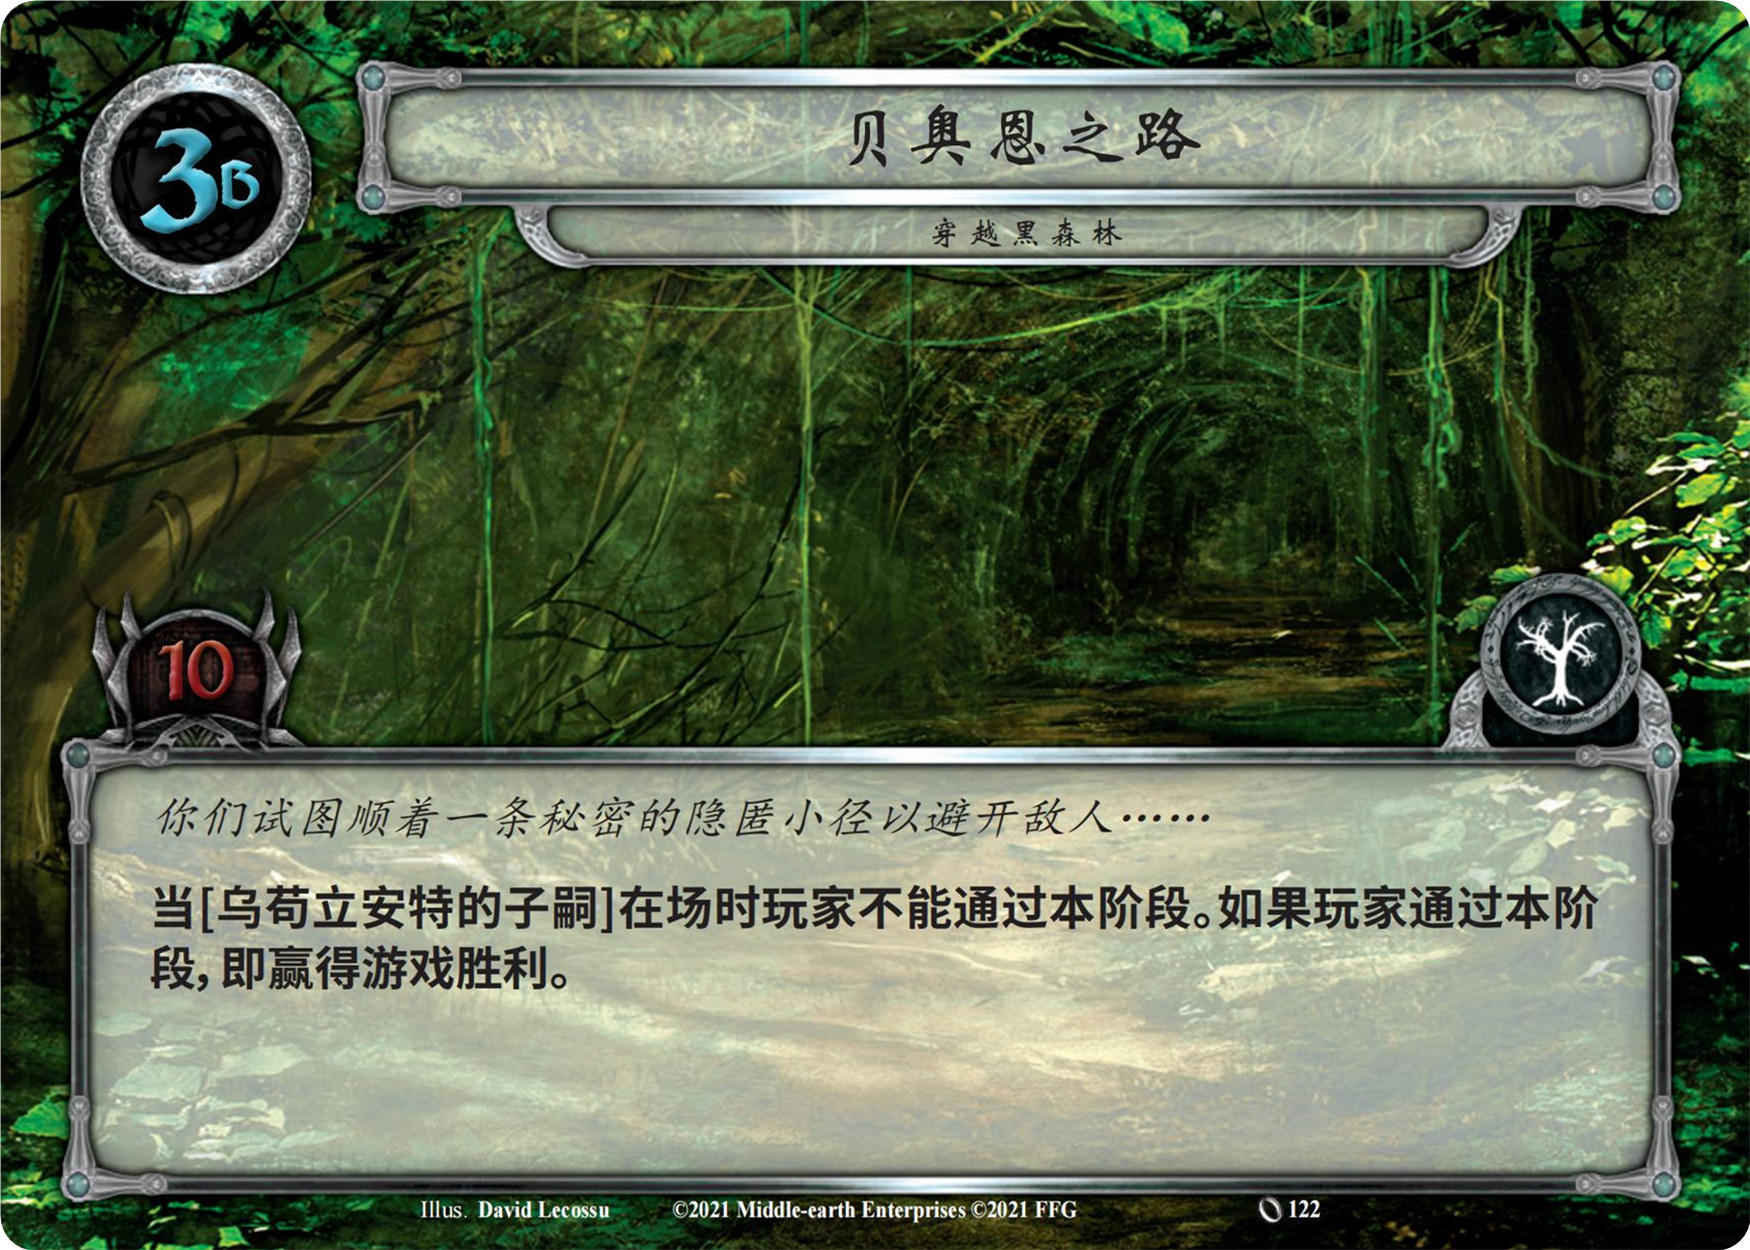 3B
贝奥恩之路
穿越黑森林
10
你们试图顺着一条秘密的隐匿小径以避开敌人……
当[乌苟立安特的子嗣]在场时玩家不能通过本阶段。如果玩家通过本阶
段，即赢得游戏胜利。
Illus. David Lecossu ©2021 Middle-earth Enterprises ©2021 FFG 122